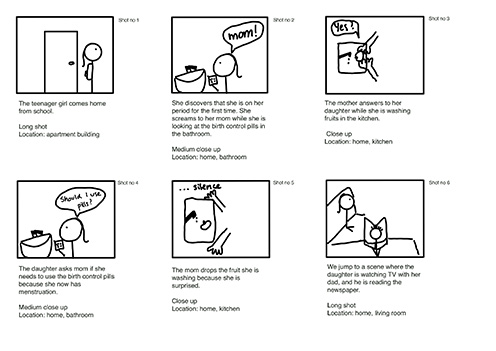 Shot no 1
The teenager girl comes home
from school.
Long shot
Location: apartment building
Shot no 2
mom!
She discovers that she is on her
period for the first time. She
screams to her mom while she is
looking at the birth control pills in
the bathroom.
Medium close up
Location: home, bathroom
Shot no 3
Yes?
The mother answers to her
daughter while she is washing
fruits in the kitchen.
Close up
Location: home, kitchen
Shot no 4
Should I use
pills?
The daughter asks mom if she
needs to use the birth control pills
because she now has
menstruation.
Medium close up
Location: home, bathroom
Shot no 5
... silence
The mom drops the fruit she is
washing because she is
surprised.
Close up
Location: home, kitchen
Shot no 6
We jump to a scene where the
daughter is watching TV with her
dad, and he is reading the
newspaper.
Long shot
Location: home, living room